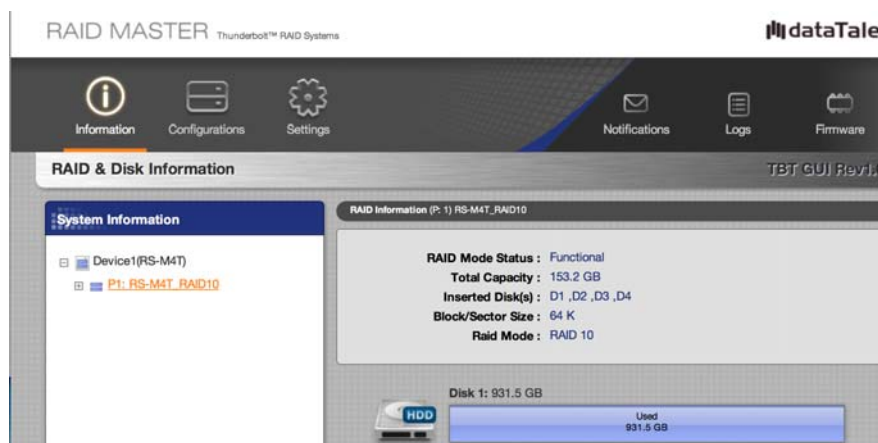 RAID MASTER Thunderbolt™ RAID Systems
dataTale
Information
Configurations
Settings
Notifications
Logs
Firmware
RAID & Disk Information
TBT GUI Rev1.
System Information
RAID Information (P: 1) RS-M4T_RAID10
Device1(RS-M4T)
P1: RS-M4T_RAID10
RAID Mode Status : Functional
Total Capacity : 153.2 GB
Inserted Disk(s) : D1 ,D2 ,D3 ,D4
Block/Sector Size : 64 K
Raid Mode : RAID 10
Disk 1: 931.5 GB
HDD
Used
931.5 GB